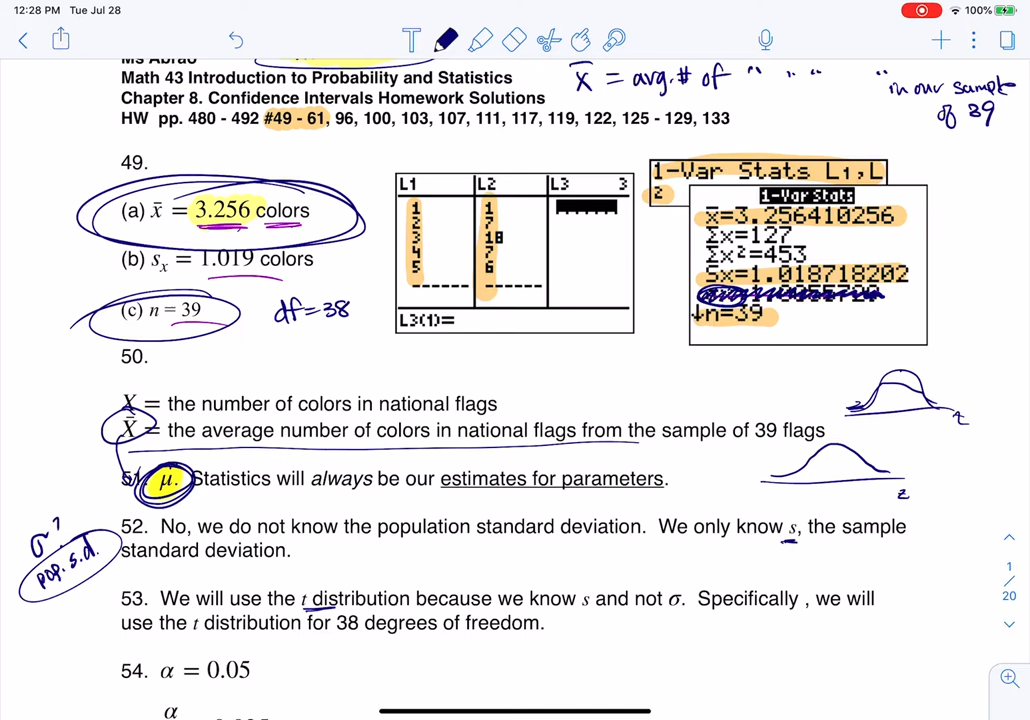 12:28 PM Tue Jul 28
100%
Math 43 Introduction to Probability and Statistics
Chapter 8. Confidence Intervals Homework Solutions
HW pp. 480 - 492 #49 - 61, 96, 100, 103, 107, 111, 117, 119, 122, 125 - 129, 133
x̄ = avg. # of " " " "
in our sample
of 39
49.
(a) x̄ = 3.256 colors
(b) sₓ = 1.019 colors
(c) n = 39
df = 38
L1 L2 L3 3
1 1
2 7
3 18
4 7
5 6
L3(1)=
1-Var Stats L₁,L
2
1-Var Stats
x̄=3.256410256
Σx=127
Σx²=453
Sx=1.018718202
↓n=39
50.
X = the number of colors in national flags
X̄ = the average number of colors in national flags from the sample of 39 flags
z
z
51. μ. Statistics will always be our estimates for parameters.
σ?
pop. s.d.
52. No, we do not know the population standard deviation. We only know s, the sample
standard deviation.
53. We will use the t distribution because we know s and not σ. Specifically , we will
use the t distribution for 38 degrees of freedom.
54. α = 0.05
α
1
/
20